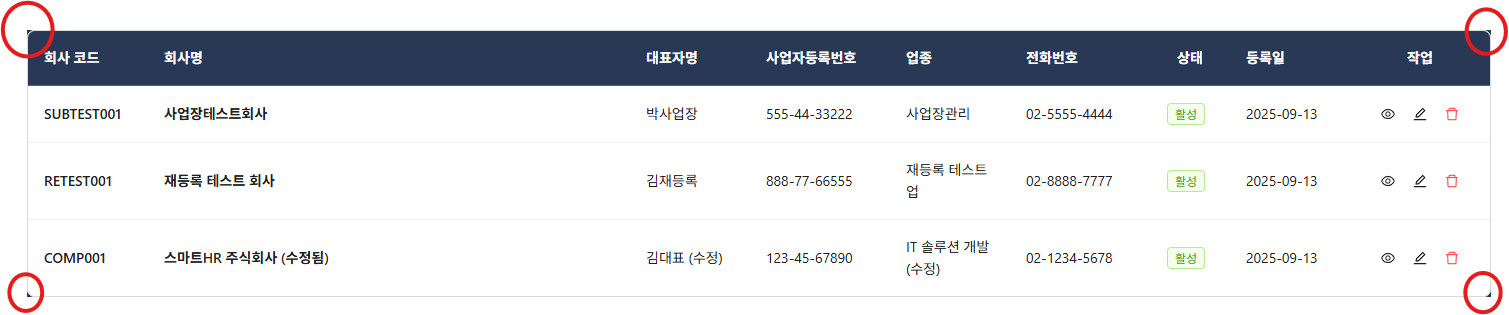 회사 코드 회사명 대표자명 사업자등록번호 업종 전화번호 상태 등록일 작업
SUBTEST001 사업장테스트회사 박사업장 555-44-33222 사업장관리 02-5555-4444 활성 2025-09-13
RETEST001 재등록 테스트 회사 김재등록 888-77-66555 재등록 테스트 02-8888-7777 활성 2025-09-13
업
COMP001 스마트HR 주식회사 (수정됨) 김대표 (수정) 123-45-67890 IT 솔루션 개발 02-1234-5678 활성 2025-09-13
(수정)